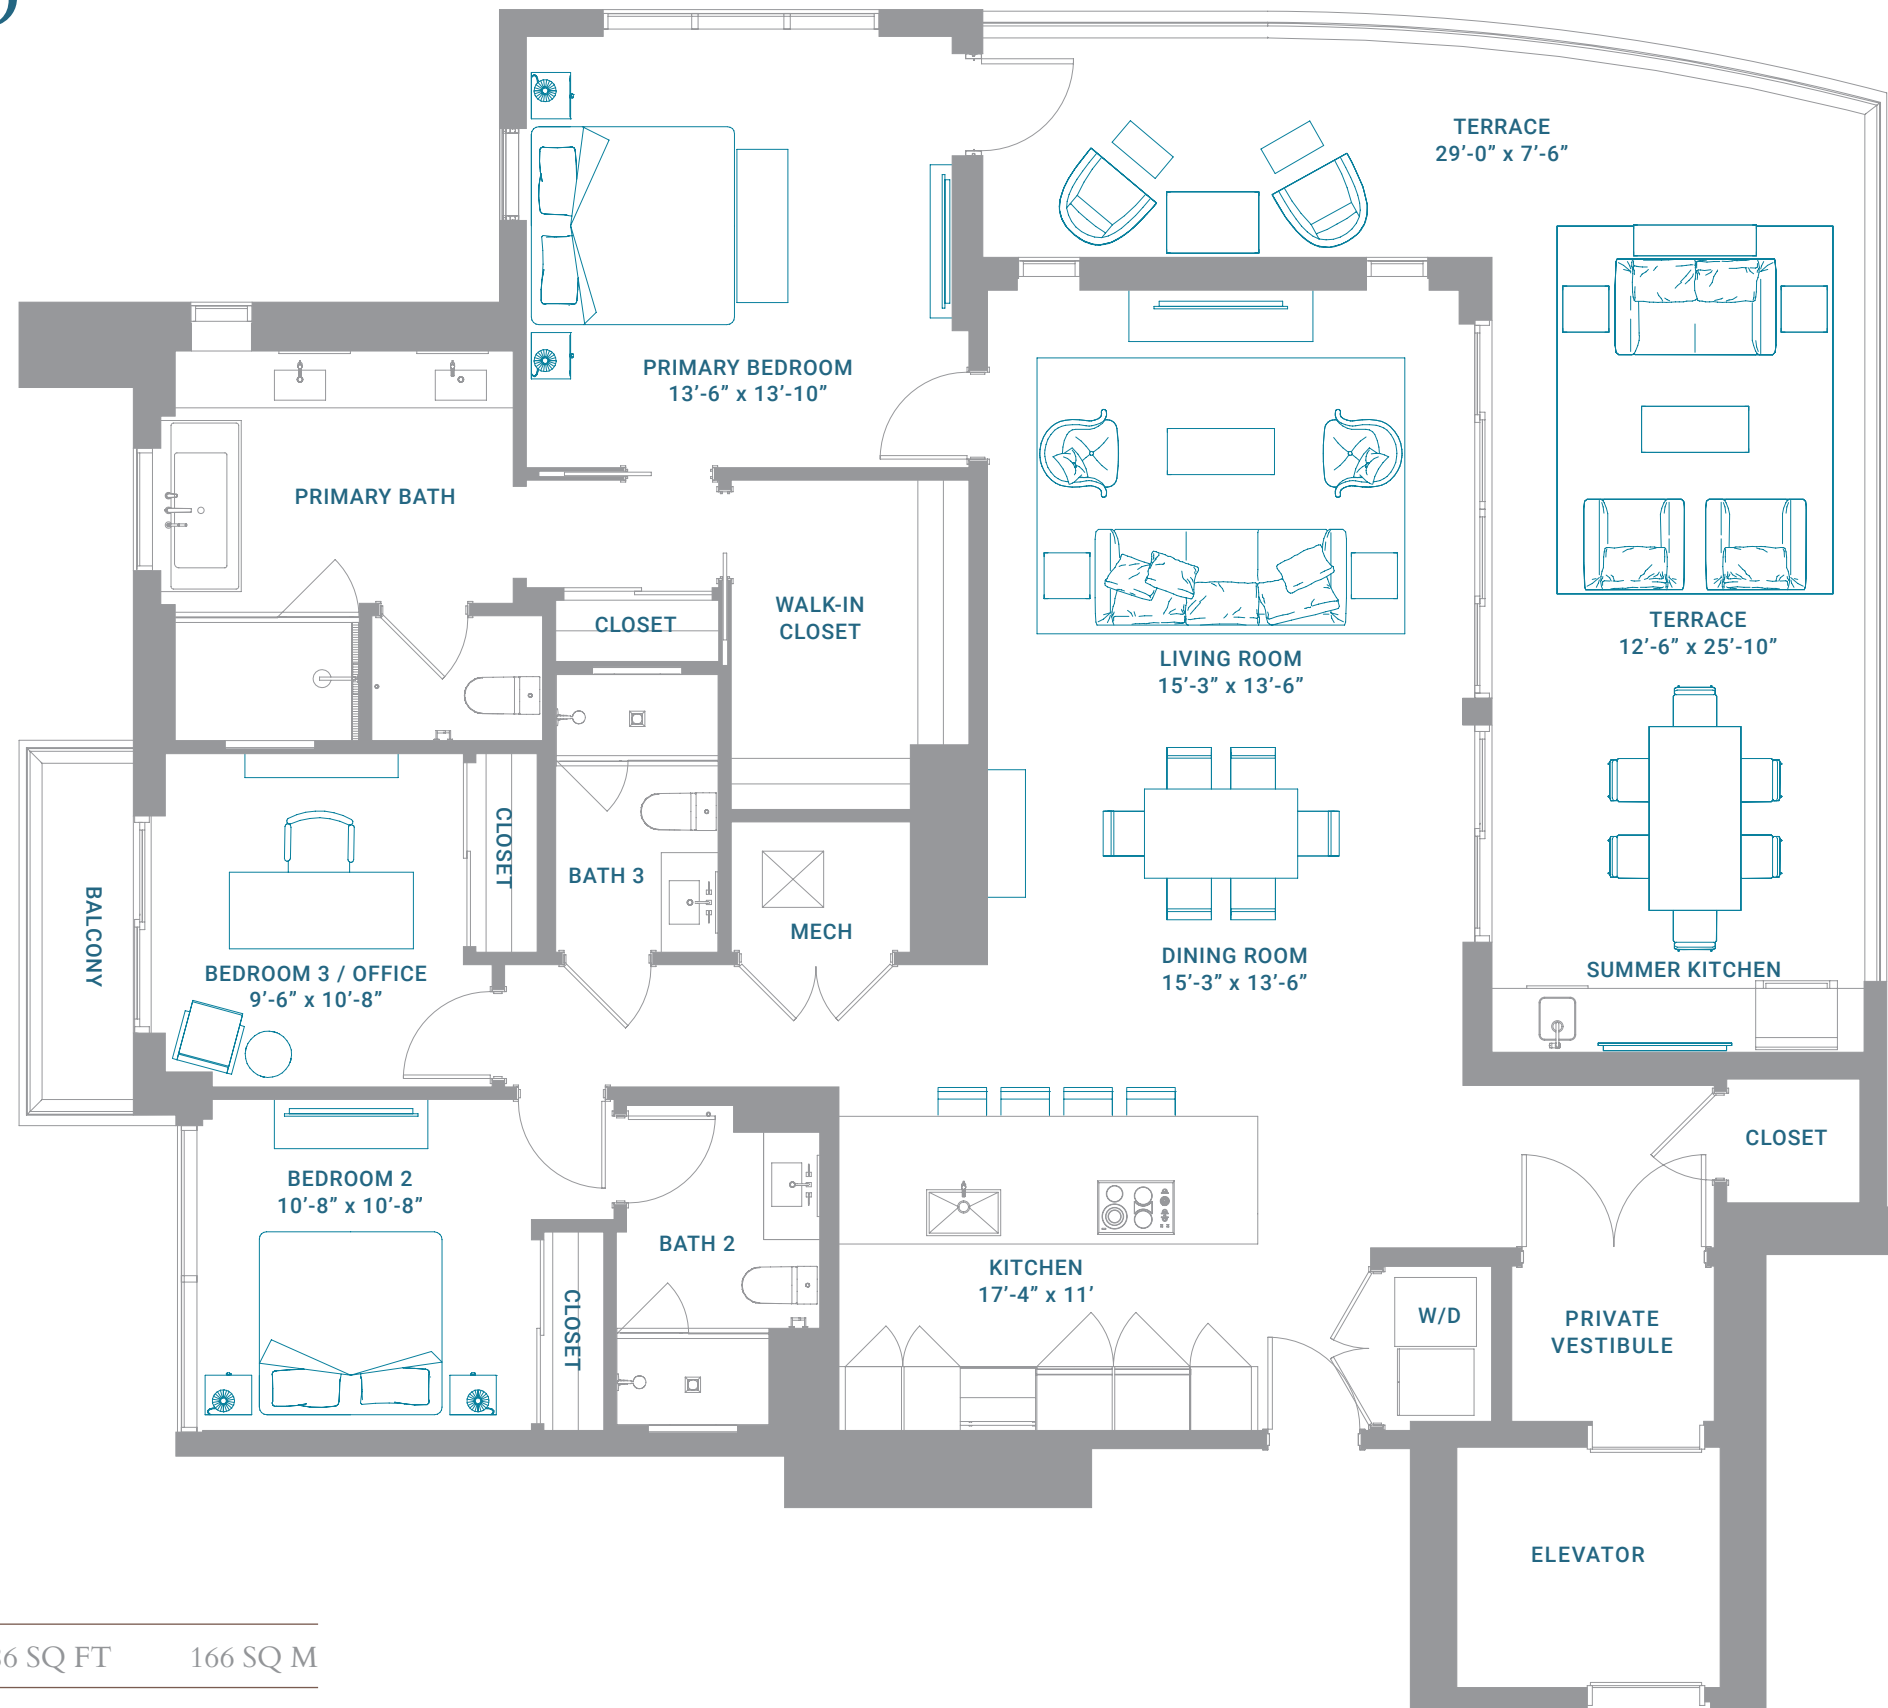 TERRACE
29’-0” x 7’-6”
PRIMARY BEDROOM
13’-6” x 13’-10”
PRIMARY BATH
WALK-IN
CLOSET
CLOSET
LIVING ROOM
15’-3” x 13’-6”
TERRACE
12’-6” x 25’-10”
CLOSET
BATH 3
MECH
BALCONY
BEDROOM 3 / OFFICE
9’-6” x 10’-8”
DINING ROOM
15’-3” x 13’-6”
SUMMER KITCHEN
CLOSET
BEDROOM 2
10’-8” x 10’-8”
BATH 2
CLOSET
KITCHEN
17’-4” x 11’
W/D
PRIVATE
VESTIBULE
ELEVATOR
6 SQ FT 166 SQ M